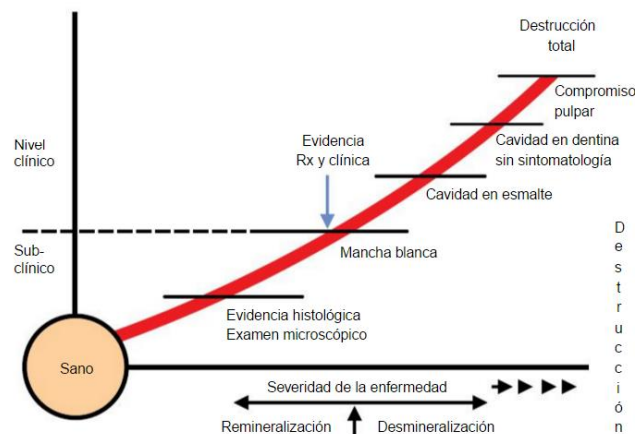 Destrucción
total
Compromiso
pulpar
Nivel
clínico
Evidencia
Rx y clínica
Cavidad en dentina
sin sintomatología
Cavidad en esmalte
Sub-
clínico
Mancha blanca
Evidencia histológica
Examen microscópico
Sano
Severidad de la enfermedad
Remineralización
Desmineralización
Destrucción